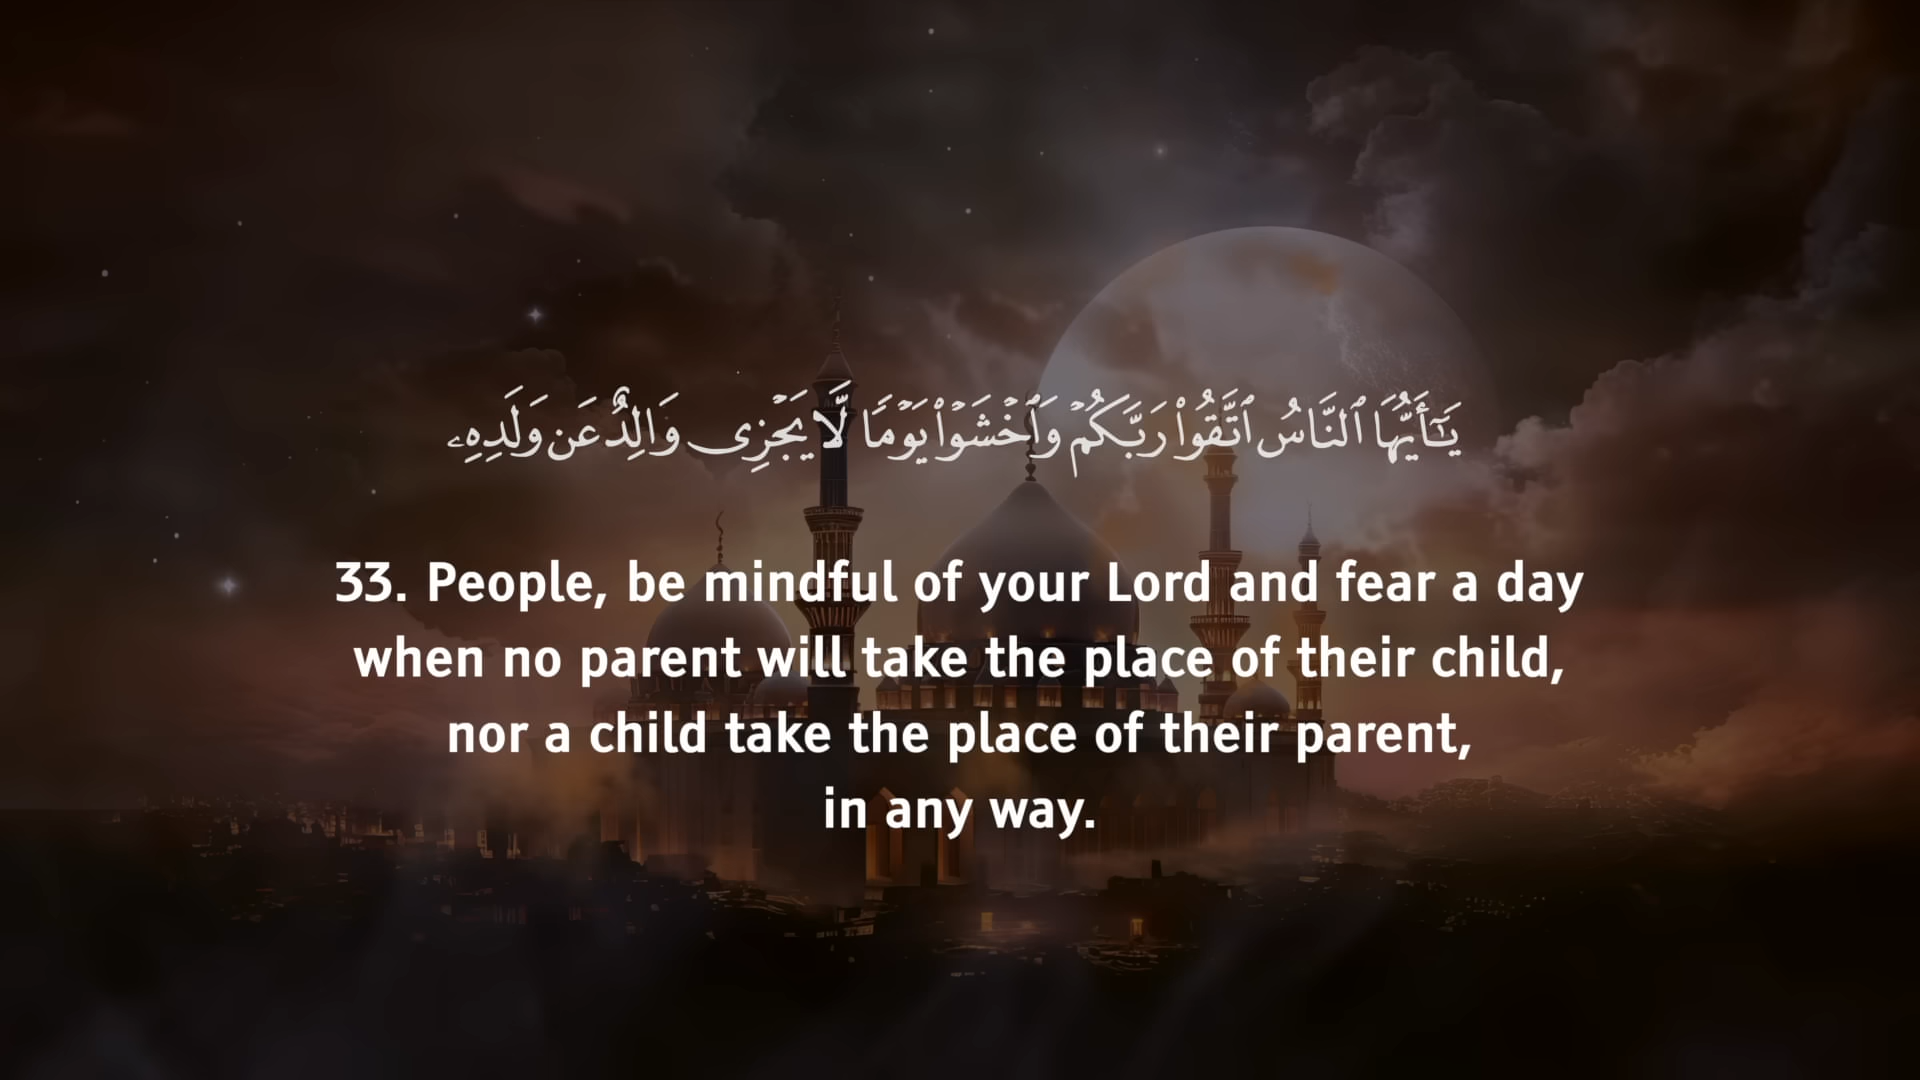 يَـٰٓأَيُّهَا ٱلنَّاسُ ٱتَّقُوا۟ رَبَّكُمْ وَٱخْشَوْا۟ يَوْمًا لَّا يَجْزِى وَالِدٌ عَن وَلَدِهِۦ
33. People, be mindful of your Lord and fear a day
when no parent will take the place of their child,
nor a child take the place of their parent,
in any way.